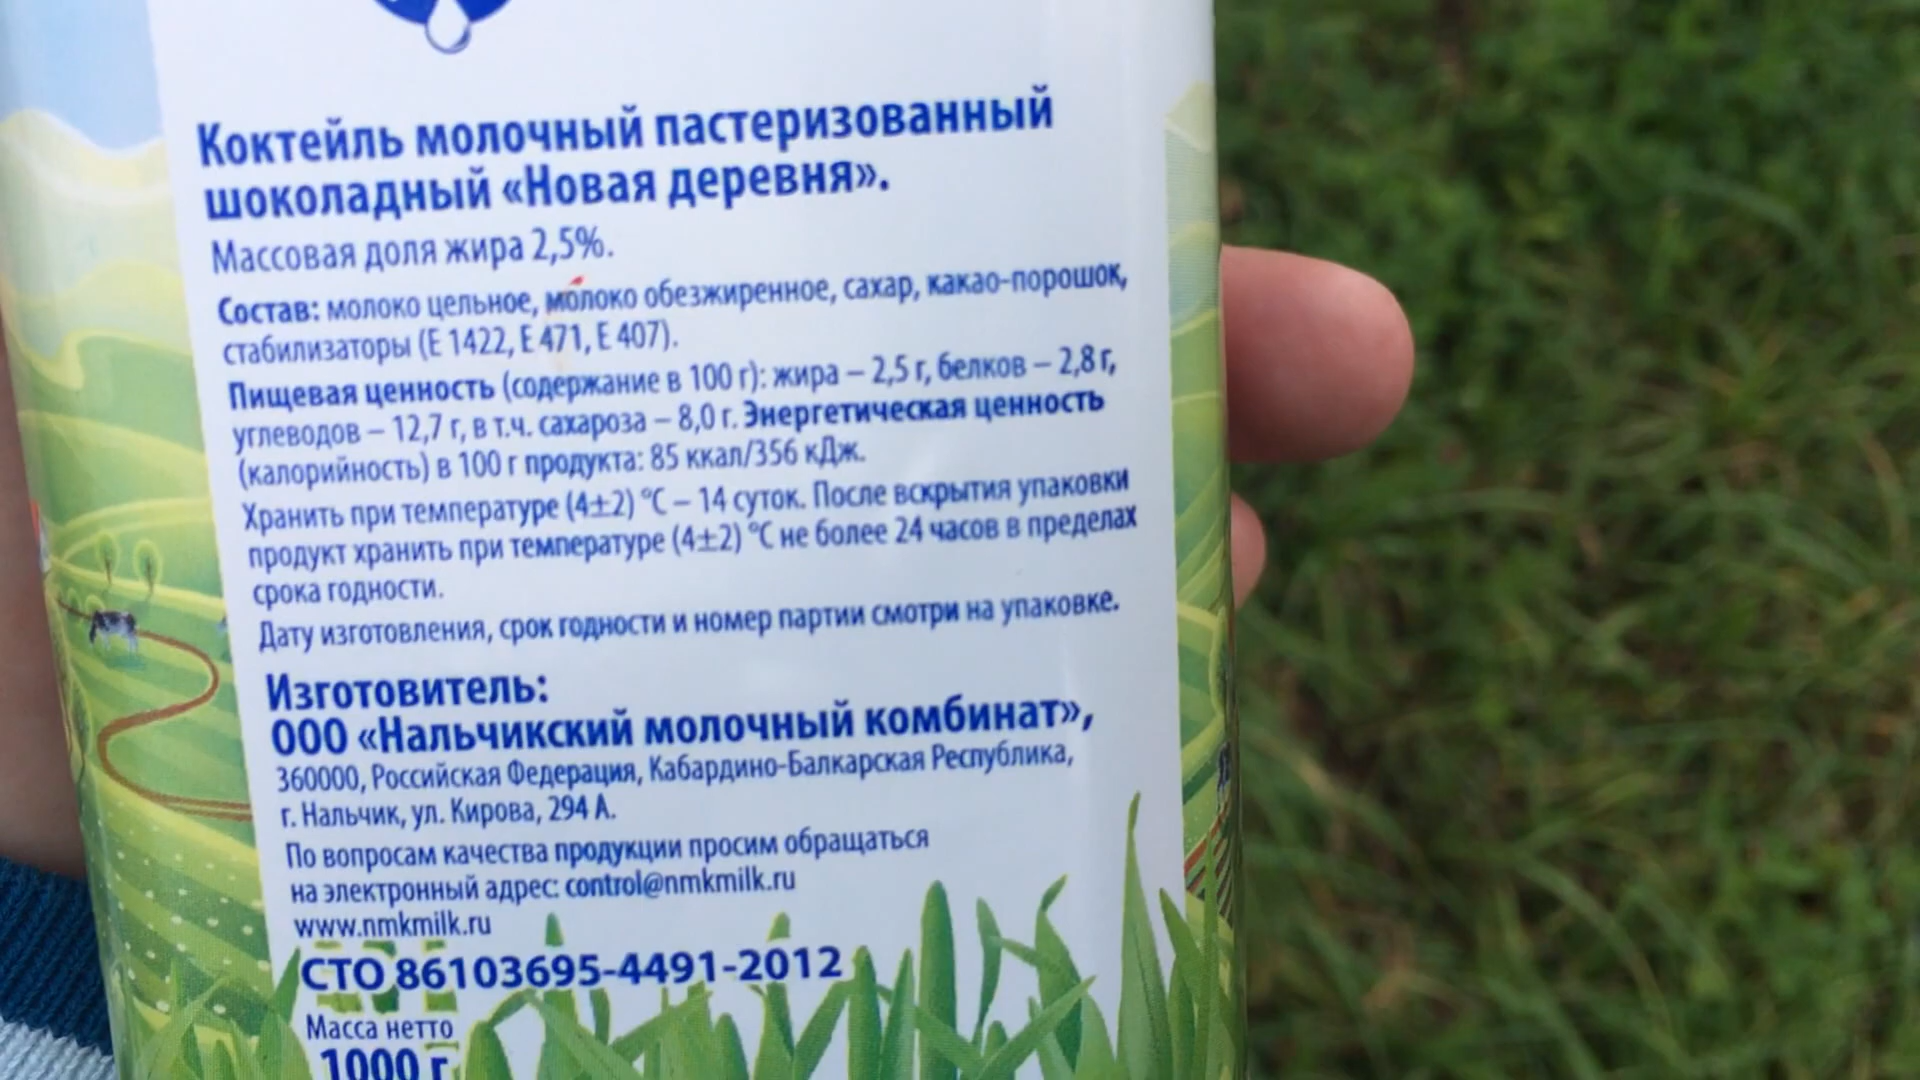 Коктейль молочный пастеризованный
шоколадный «Новая деревня».
Массовая доля жира 2,5%.
Состав: молоко цельное, молоко обезжиренное, сахар, какао-порошок,
стабилизаторы (Е 1422, Е 471, Е 407).
Пищевая ценность (содержание в 100 г): жира – 2,5 г, белков – 2,8 г,
углеводов – 12,7 г, в т.ч. сахароза – 8,0 г. Энергетическая ценность
(калорийность) в 100 г продукта: 85 ккал/356 кДж.
Хранить при температуре (4±2) °С – 14 суток. После вскрытия упаковки
продукт хранить при температуре (4±2) °С не более 24 часов в пределах
срока годности.
Дату изготовления, срок годности и номер партии смотри на упаковке.
Изготовитель:
ООО «Нальчикский молочный комбинат»,
360000, Российская Федерация, Кабардино-Балкарская Республика,
г. Нальчик, ул. Кирова, 294 А.
По вопросам качества продукции просим обращаться
на электронный адрес: control@nmkmilk.ru
www.nmkmilk.ru
СТО 86103695-4491-2012
Масса нетто
1000 г